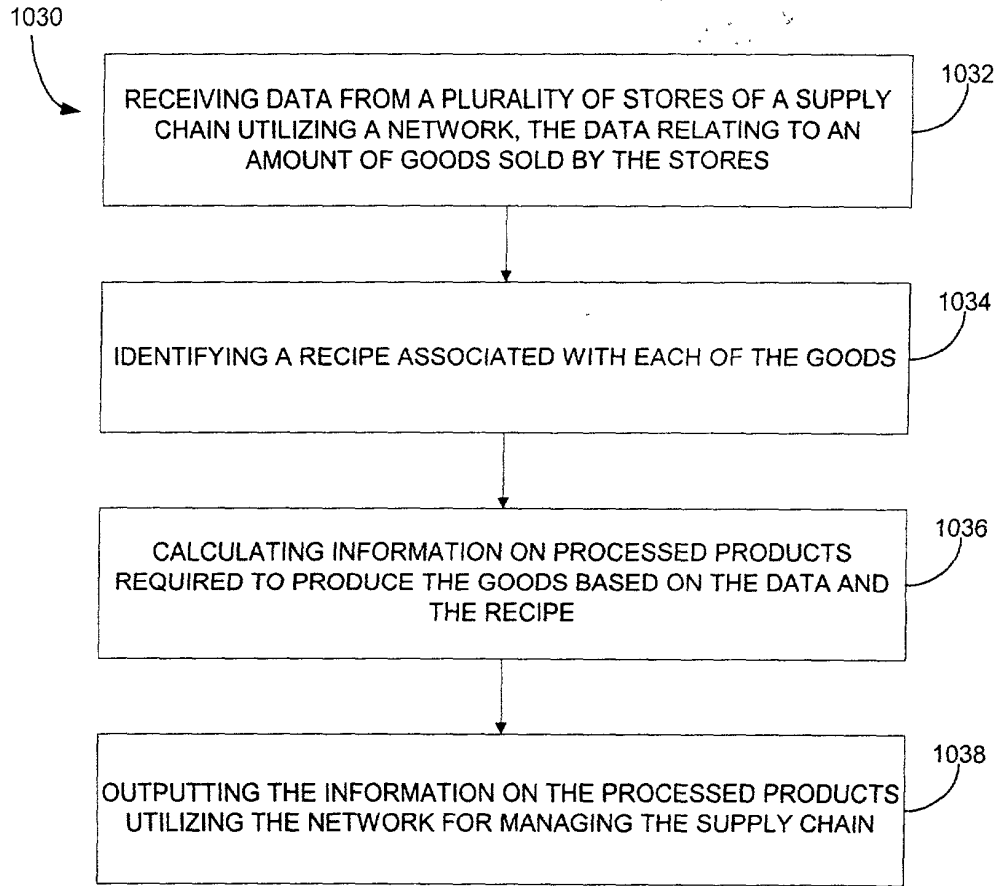 1030
1032
RECEIVING DATA FROM A PLURALITY OF STORES OF A SUPPLY
CHAIN UTILIZING A NETWORK, THE DATA RELATING TO AN
AMOUNT OF GOODS SOLD BY THE STORES
1034
IDENTIFYING A RECIPE ASSOCIATED WITH EACH OF THE GOODS
1036
CALCULATING INFORMATION ON PROCESSED PRODUCTS
REQUIRED TO PRODUCE THE GOODS BASED ON THE DATA AND
THE RECIPE
1038
OUTPUTTING THE INFORMATION ON THE PROCESSED PRODUCTS
UTILIZING THE NETWORK FOR MANAGING THE SUPPLY CHAIN